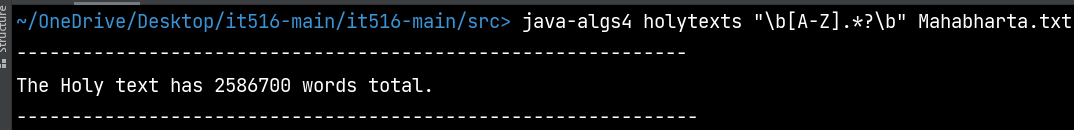 Structure
~/OneDrive/Desktop/it516-main/it516-main/src> java-algs4 holytexts "\b[A-Z].*?\b" Mahabharta.txt
-------------------------------------------------------------
The Holy text has 2586700 words total.
--------------------------------------------------------------